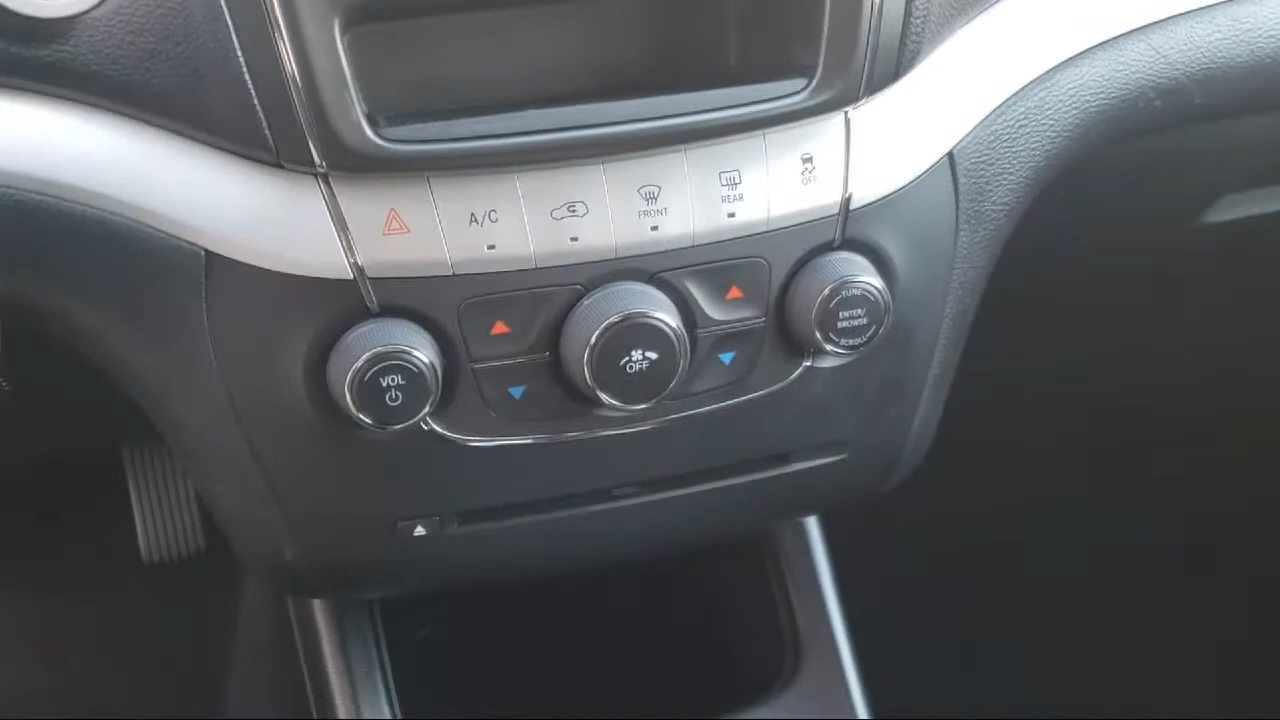 A/C
FRONT
REAR
OFF
VOL
OFF
TUNE
ENTER/
BROWSE
SCROLL